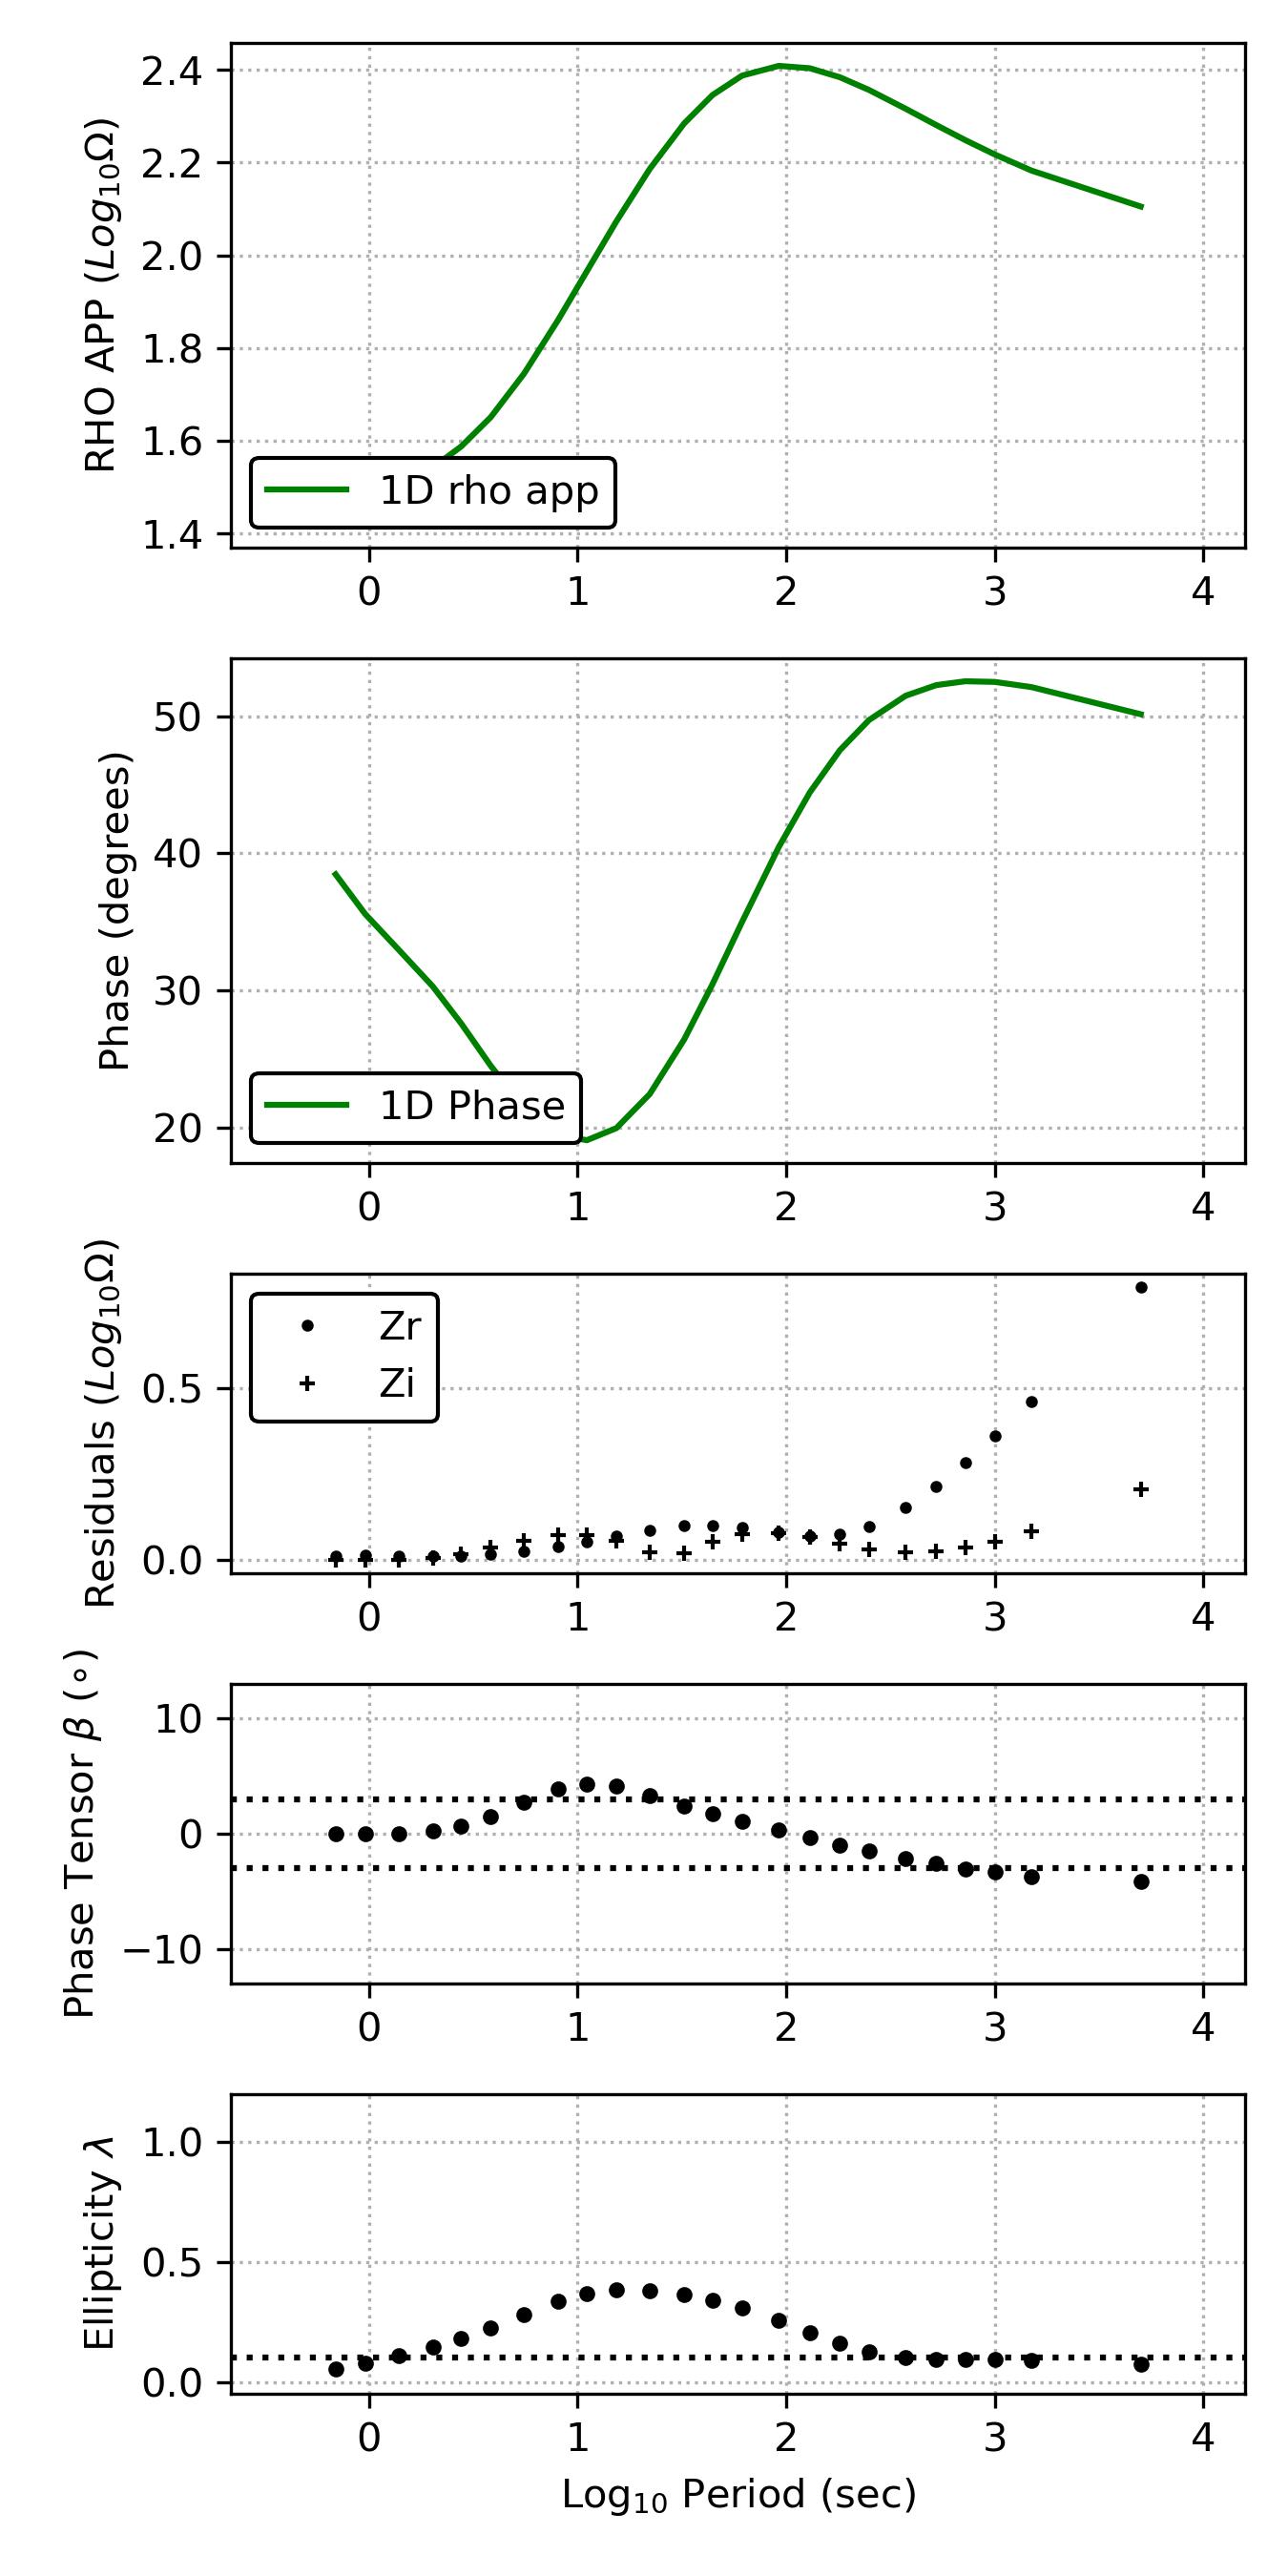 RHO APP (Log10Ω)
2.4
2.2
2.0
1.8
1.6
1.4
1D rho app
0 1 2 3 4
Phase (degrees)
50
40
30
20
1D Phase
0 1 2 3 4
Residuals (Log10Ω)
0.5
0.0
Zr
Zi
0 1 2 3 4
Phase Tensor β (∘)
10
0
−10
0 1 2 3 4
Ellipticity λ
1.0
0.5
0.0
0 1 2 3 4
Log10 Period (sec)